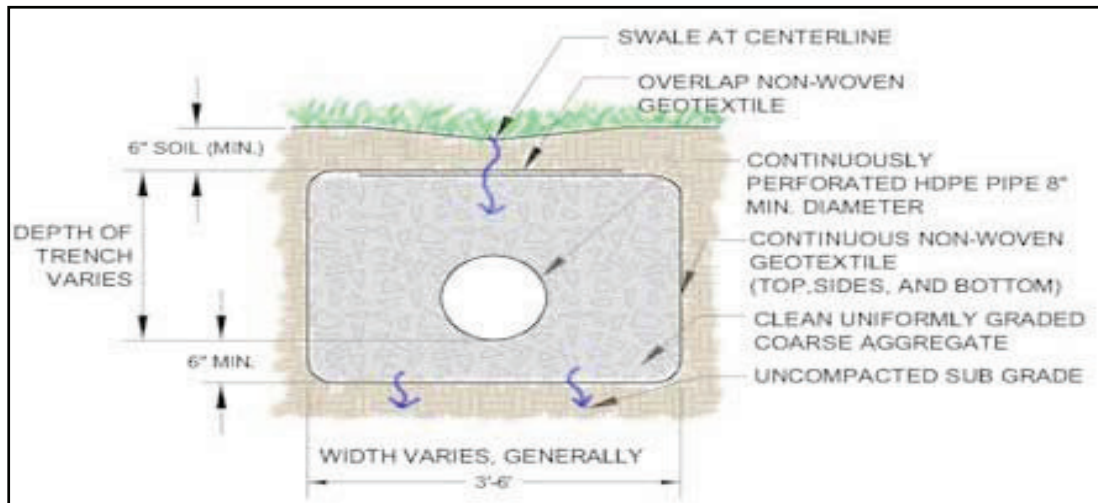 SWALE AT CENTERLINE
OVERLAP NON-WOVEN
GEOTEXTILE
6" SOIL (MIN.)
CONTINUOUSLY
PERFORATED HDPE PIPE 8"
MIN. DIAMETER
DEPTH OF
TRENCH
VARIES
CONTINUOUS NON-WOVEN
GEOTEXTILE
(TOP,SIDES, AND BOTTOM)
CLEAN UNIFORMLY GRADED
COARSE AGGREGATE
6" MIN.
UNCOMPACTED SUB GRADE
WIDTH VARIES, GENERALLY
3'-6'